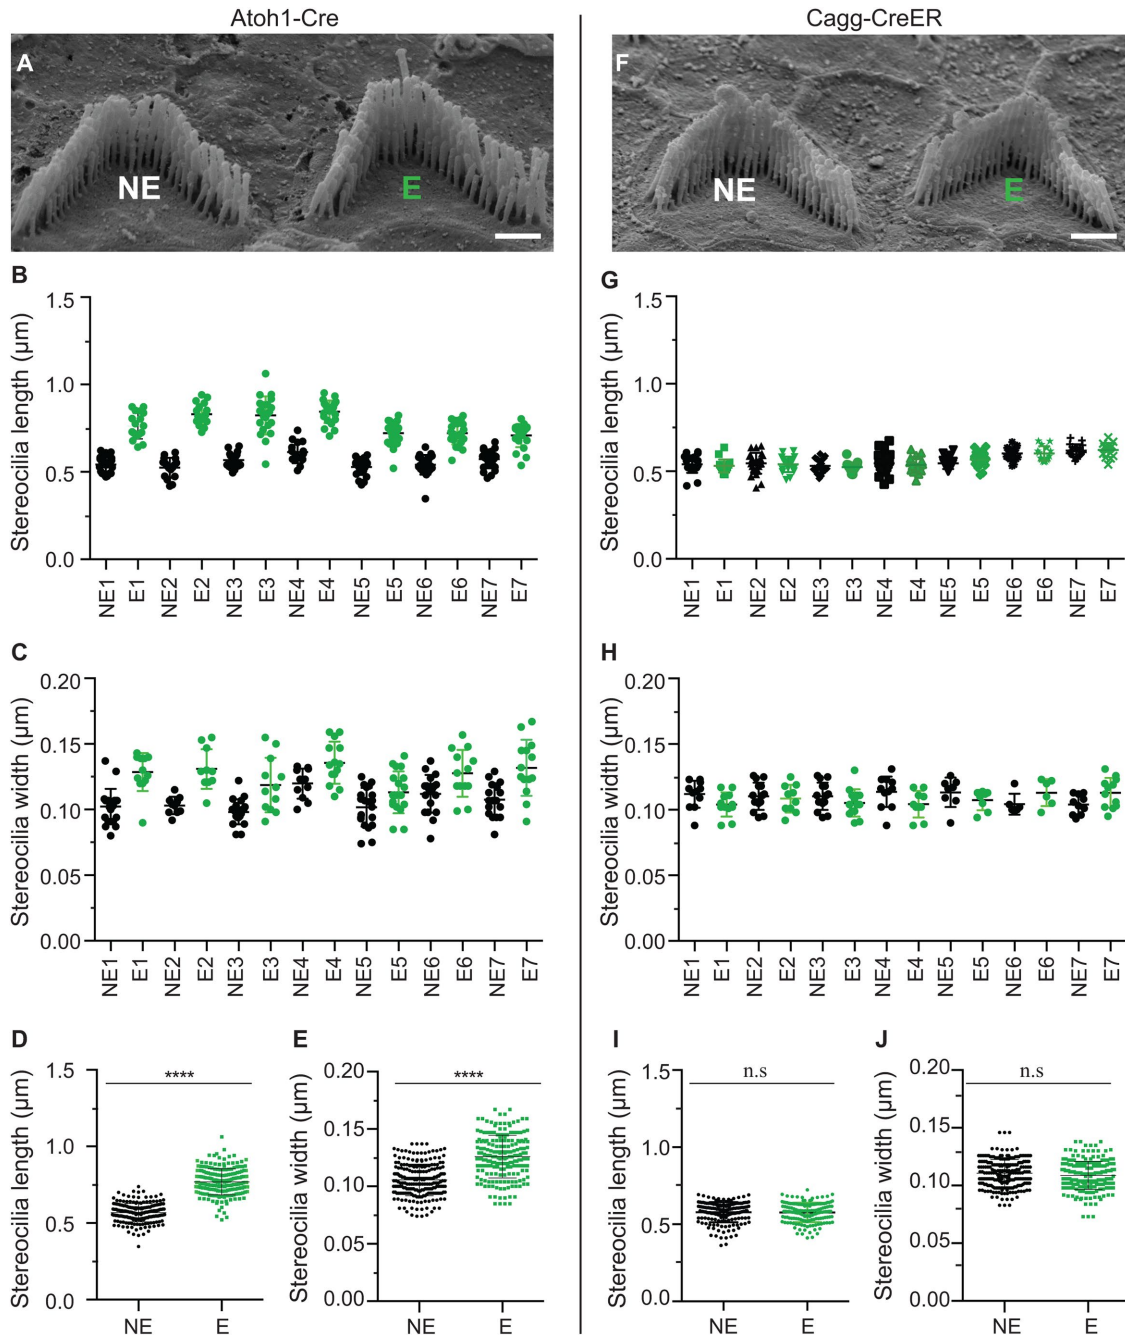 Atoh1-Cre
Cagg-CreER
A
NE
E
F
NE
E
B
Stereocilia length (µm)
1.5
1.0
0.5
0.0
NE1 E1 NE2 E2 NE3 E3 NE4 E4 NE5 E5 NE6 E6 NE7 E7
G
Stereocilia length (µm)
1.5
1.0
0.5
0.0
NE1 E1 NE2 E2 NE3 E3 NE4 E4 NE5 E5 NE6 E6 NE7 E7
C
Stereocilia width (µm)
0.20
0.15
0.10
0.05
0.00
NE1 E1 NE2 E2 NE3 E3 NE4 E4 NE5 E5 NE6 E6 NE7 E7
H
Stereocilia width (µm)
0.20
0.15
0.10
0.05
0.00
NE1 E1 NE2 E2 NE3 E3 NE4 E4 NE5 E5 NE6 E6 NE7 E7
D
Stereocilia length (µm)
1.5
1.0
0.5
0.0
****
NE E
E
Stereocilia width (µm)
0.20
0.15
0.10
0.05
0.00
****
NE E
I
Stereocilia length (µm)
1.5
1.0
0.5
0.0
n.s
NE E
J
Stereocilia width (µm)
0.20
0.15
0.10
0.05
0.00
n.s
NE E